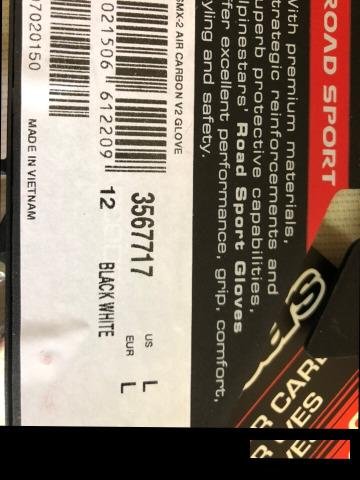 ROAD SPORT
With premium materials,
strategic reinforcements and
superb protective capabilities,
Alpinestars' Road Sport Gloves
offer excellent performance, grip, comfort,
styling and safety.
SMX-2 AIR CARBON V2 GLOVE
021506 612209
12 BLACK WHITE
3567717
US L
EUR L
97020150
MADE IN VIETNAM